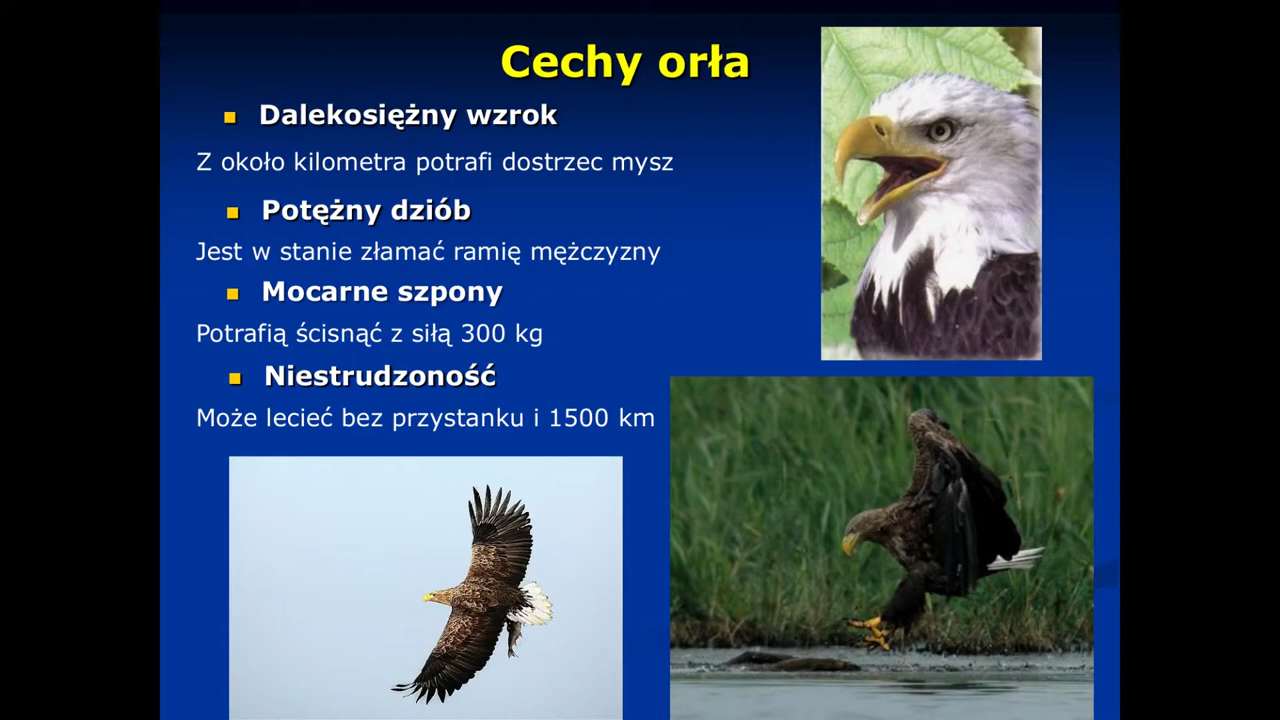 Cechy orła
Dalekosiężny wzrok
Z około kilometra potrafi dostrzec mysz
Potężny dziób
Jest w stanie złamać ramię mężczyzny
Mocarne szpony
Potrafią ścisnąć z siłą 300 kg
Niestrudzoność
Może lecieć bez przystanku i 1500 km